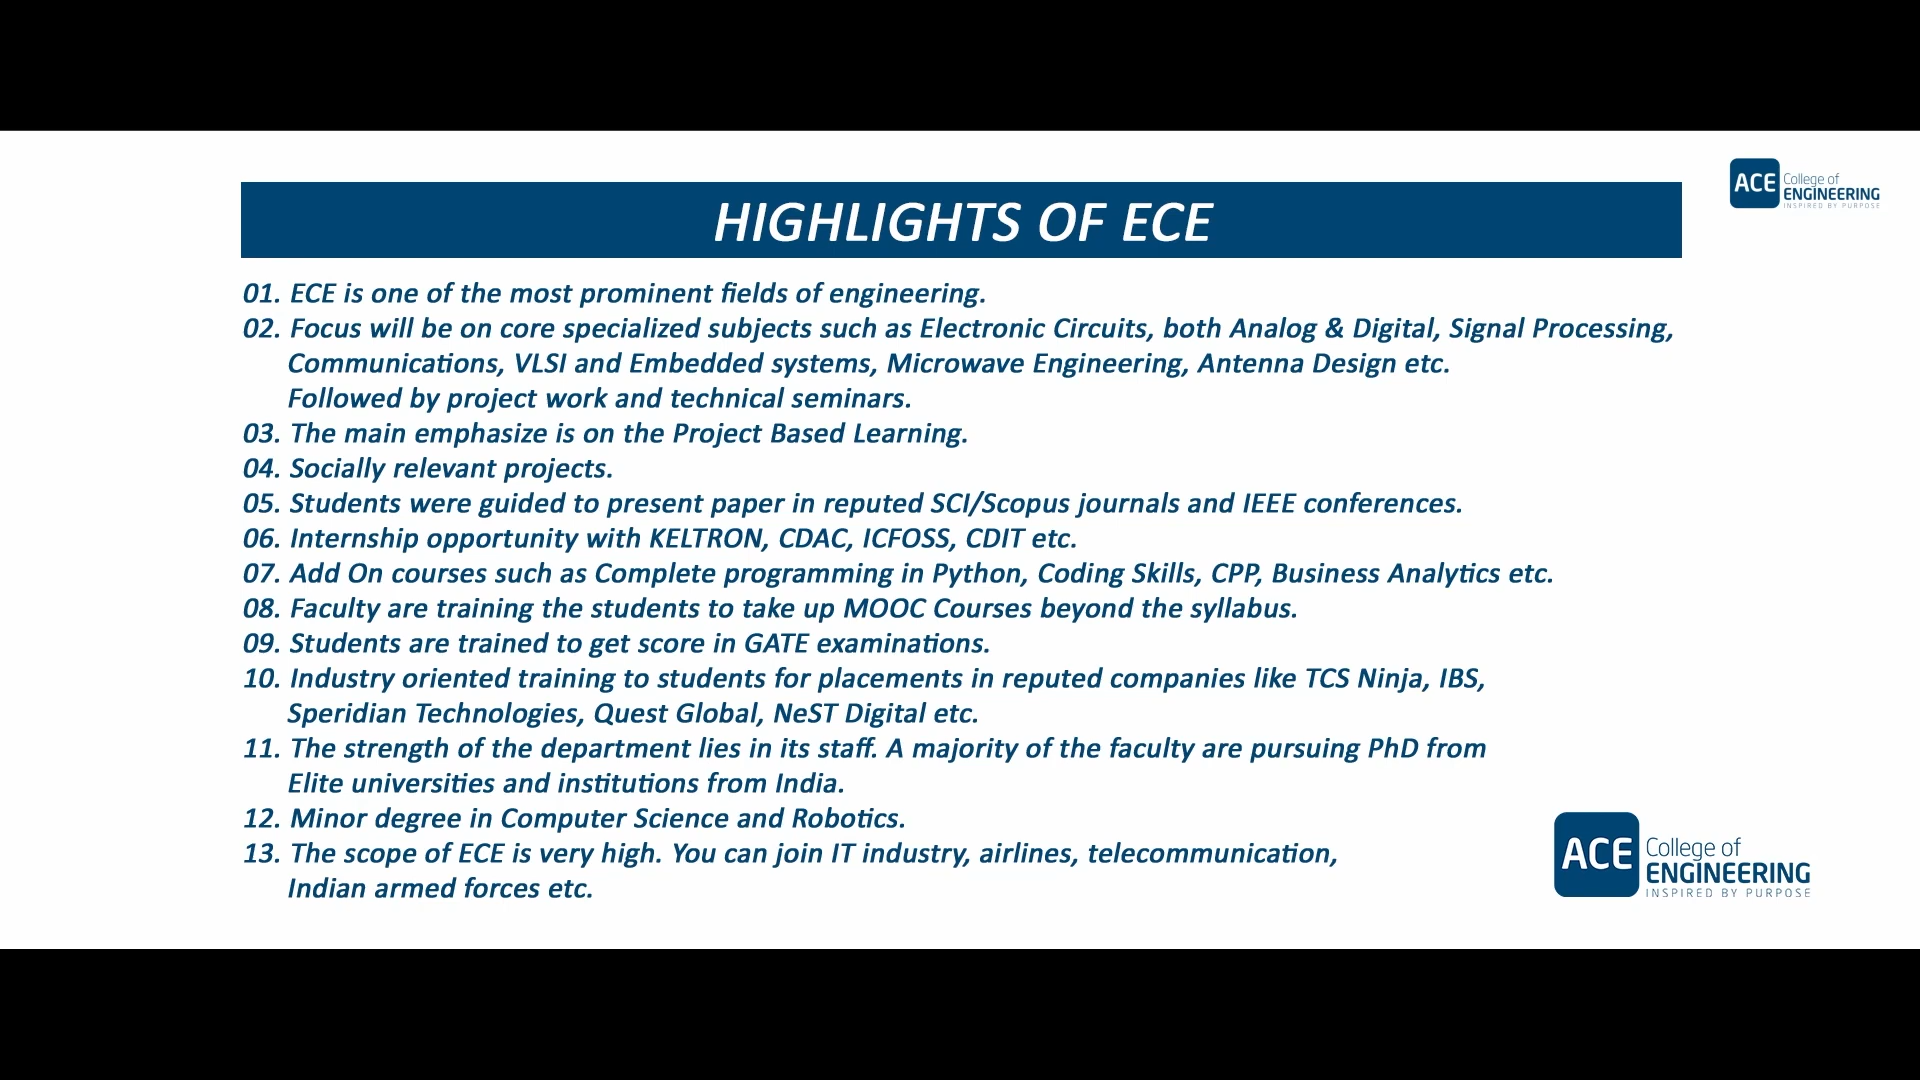 ACE College of
ENGINEERING
INSPIRED BY PURPOSE
HIGHLIGHTS OF ECE
01. ECE is one of the most prominent fields of engineering.
02. Focus will be on core specialized subjects such as Electronic Circuits, both Analog & Digital, Signal Processing,
Communications, VLSI and Embedded systems, Microwave Engineering, Antenna Design etc.
Followed by project work and technical seminars.
03. The main emphasize is on the Project Based Learning.
04. Socially relevant projects.
05. Students were guided to present paper in reputed SCI/Scopus journals and IEEE conferences.
06. Internship opportunity with KELTRON, CDAC, ICFOSS, CDIT etc.
07. Add On courses such as Complete programming in Python, Coding Skills, CPP, Business Analytics etc.
08. Faculty are training the students to take up MOOC Courses beyond the syllabus.
09. Students are trained to get score in GATE examinations.
10. Industry oriented training to students for placements in reputed companies like TCS Ninja, IBS,
Speridian Technologies, Quest Global, NeST Digital etc.
11. The strength of the department lies in its staff. A majority of the faculty are pursuing PhD from
Elite universities and institutions from India.
12. Minor degree in Computer Science and Robotics.
13. The scope of ECE is very high. You can join IT industry, airlines, telecommunication,
Indian armed forces etc.
ACE College of
ENGINEERING
INSPIRED BY PURPOSE